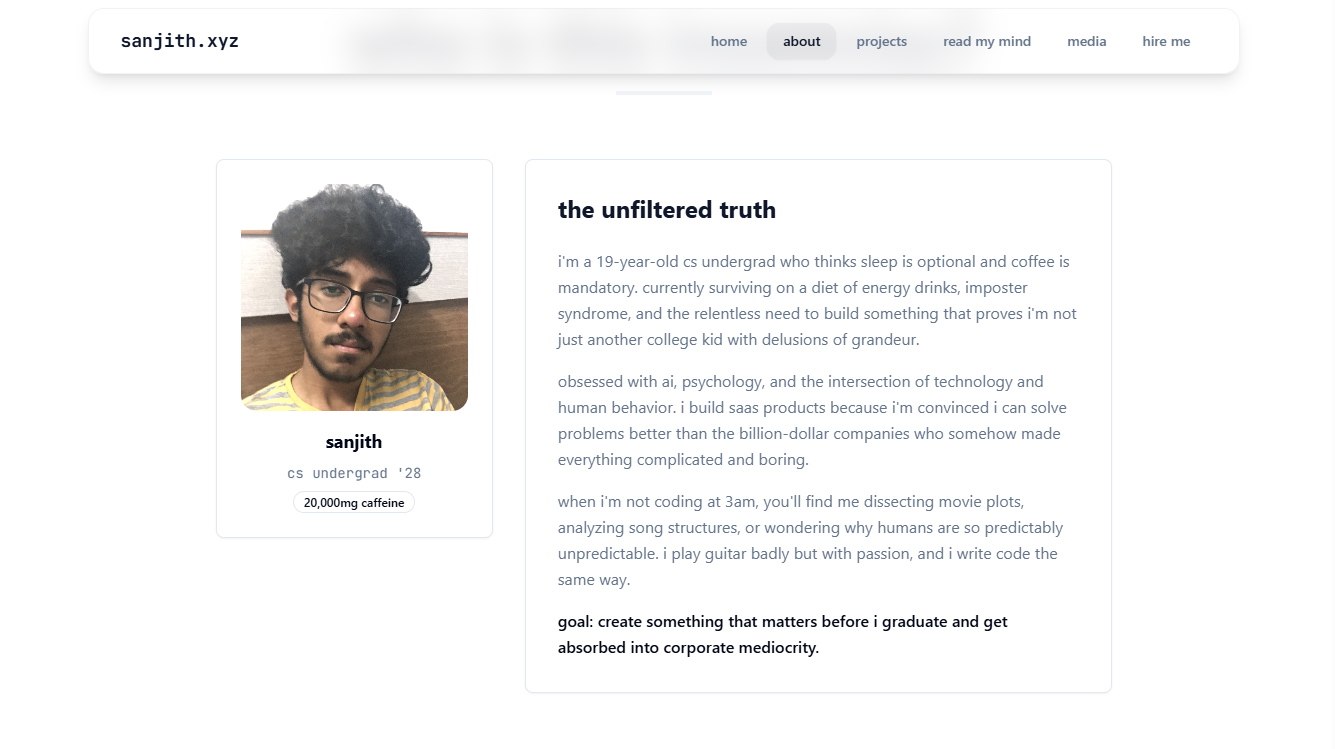 sanjith.xyz
home
about
projects
read my mind
media
hire me
sanjith
cs undergrad '28
20,000mg caffeine
the unfiltered truth
i'm a 19-year-old cs undergrad who thinks sleep is optional and coffee is
mandatory. currently surviving on a diet of energy drinks, imposter
syndrome, and the relentless need to build something that proves i'm not
just another college kid with delusions of grandeur.
obsessed with ai, psychology, and the intersection of technology and
human behavior. i build saas products because i'm convinced i can solve
problems better than the billion-dollar companies who somehow made
everything complicated and boring.
when i'm not coding at 3am, you'll find me dissecting movie plots,
analyzing song structures, or wondering why humans are so predictably
unpredictable. i play guitar badly but with passion, and i write code the
same way.
goal: create something that matters before i graduate and get
absorbed into corporate mediocrity.